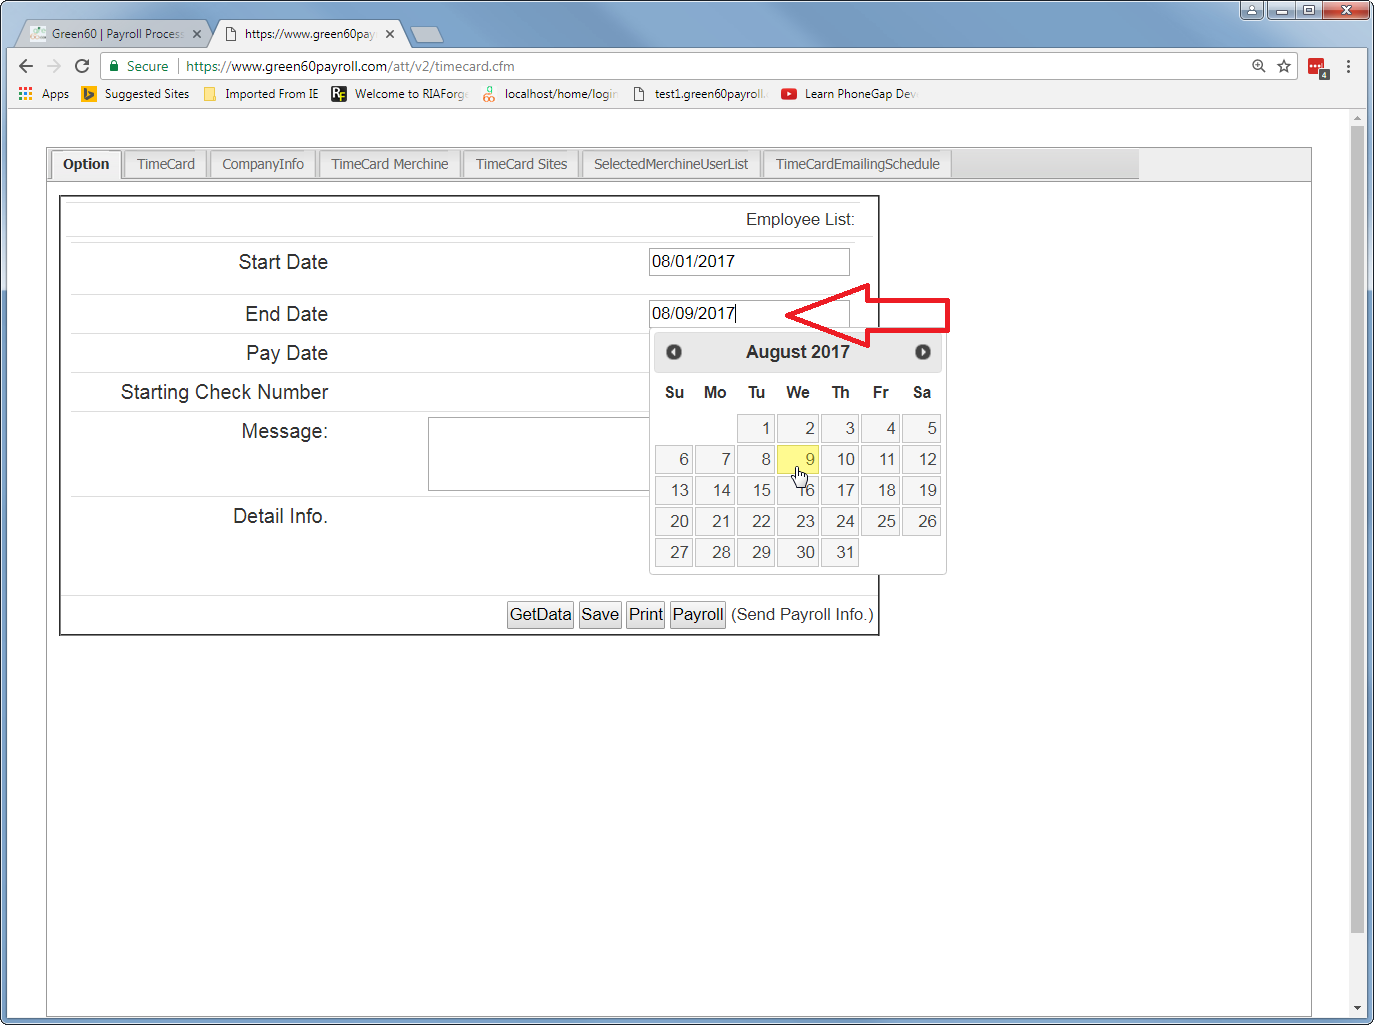 Green60 | Payroll Process
https://www.green60pay
Secure https://www.green60payroll.com/att/v2/timecard.cfm
4
Apps Suggested Sites Imported From IE Welcome to RIAForge localhost/home/login test1.green60payroll. Learn PhoneGap Dev
Option TimeCard CompanyInfo TimeCard Merchine TimeCard Sites SelectedMerchineUserList TimeCardEmailingSchedule
Employee List:
Start Date 08/01/2017
End Date 08/09/2017
Pay Date
August 2017
Su Mo Tu We Th Fr Sa
Starting Check Number
Message:
1 2 3 4 5
6 7 8 9 10 11 12
13 14 15 16 17 18 19
Detail Info.
20 21 22 23 24 25 26
27 28 29 30 31
GetData Save Print Payroll (Send Payroll Info.)